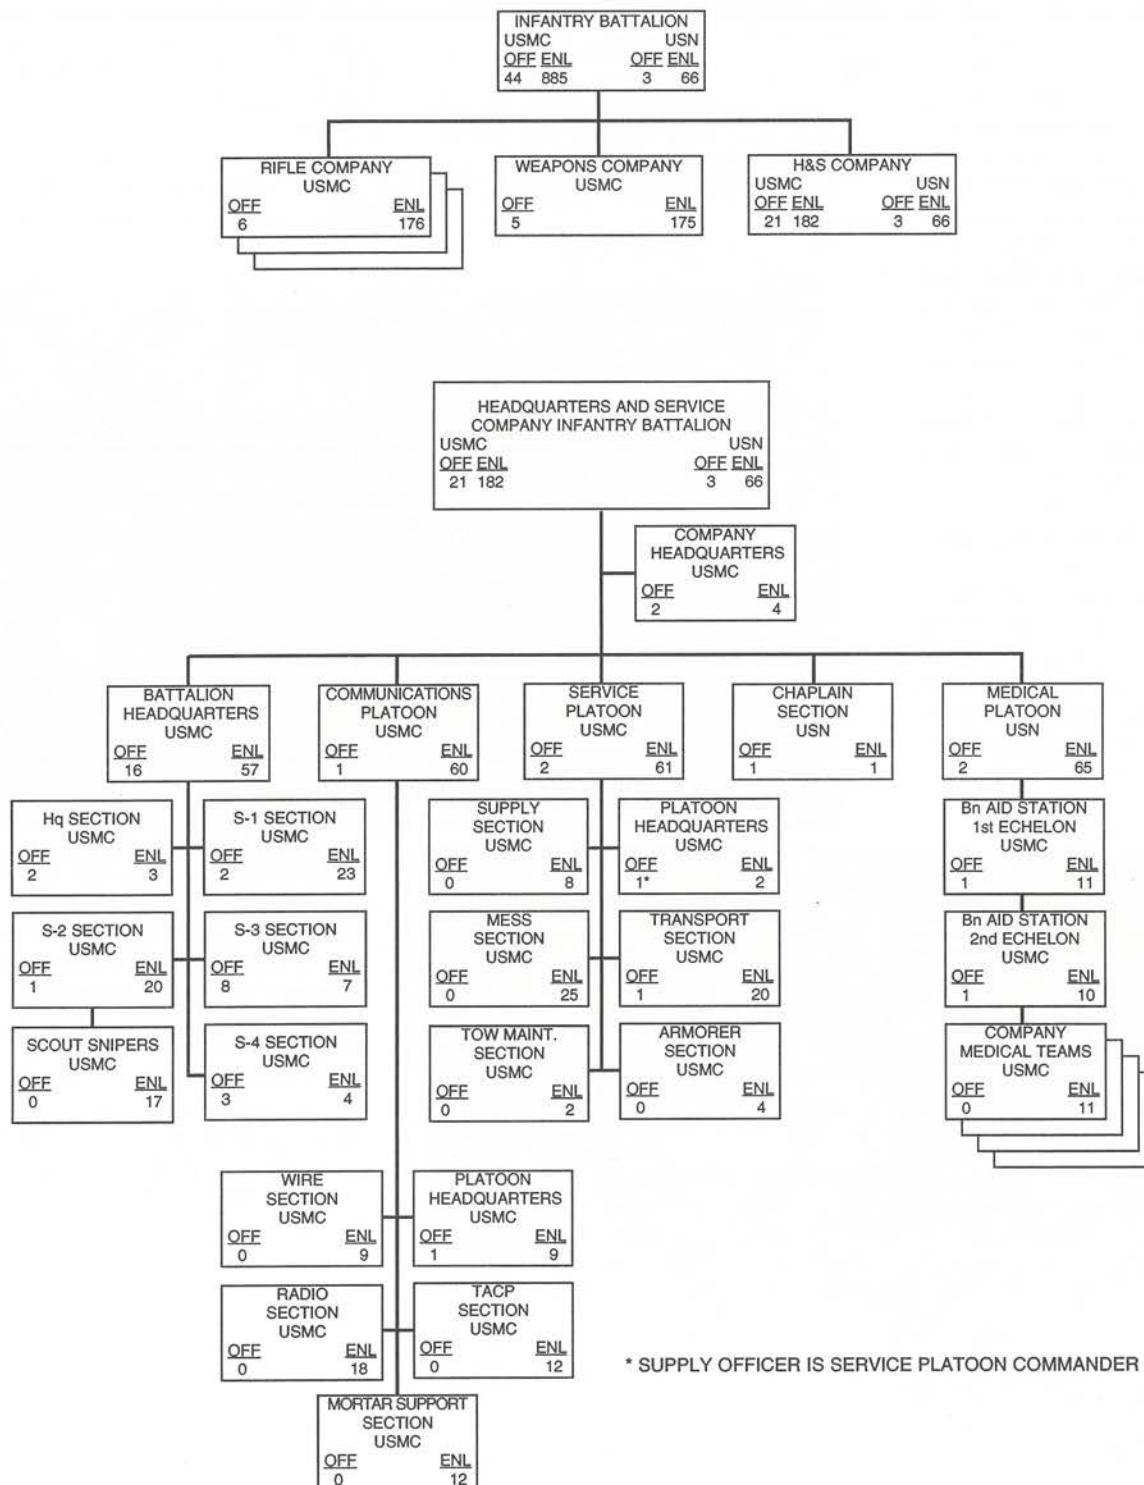 INFANTRY BATTALION
USMC USN
OFF ENL OFF ENL
44 885 3 66
RIFLE COMPANY
USMC
OFF ENL
6 176
WEAPONS COMPANY
USMC
OFF ENL
5 175
H&S COMPANY
USMC USN
OFF ENL OFF ENL
21 182 3 66
HEADQUARTERS AND SERVICE
COMPANY INFANTRY BATTALION
USMC USN
OFF ENL OFF ENL
21 182 3 66
COMPANY
HEADQUARTERS
USMC
OFF ENL
2 4
BATTALION
HEADQUARTERS
USMC
OFF ENL
16 57
COMMUNICATIONS
PLATOON
USMC
OFF ENL
1 60
SERVICE
PLATOON
USMC
OFF ENL
2 61
CHAPLAIN
SECTION
USN
OFF ENL
1 1
MEDICAL
PLATOON
USN
OFF ENL
2 65
Hq SECTION
USMC
OFF ENL
2 3
S-1 SECTION
USMC
OFF ENL
2 23
SUPPLY
SECTION
USMC
OFF ENL
0 8
PLATOON
HEADQUARTERS
USMC
OFF ENL
1* 2
Bn AID STATION
1st ECHELON
USMC
OFF ENL
1 11
S-2 SECTION
USMC
OFF ENL
1 20
S-3 SECTION
USMC
OFF ENL
8 7
MESS
SECTION
USMC
OFF ENL
0 25
TRANSPORT
SECTION
USMC
OFF ENL
1 20
Bn AID STATION
2nd ECHELON
USMC
OFF ENL
1 10
SCOUT SNIPERS
USMC
OFF ENL
0 17
S-4 SECTION
USMC
OFF ENL
3 4
TOW MAINT.
SECTION
USMC
OFF ENL
0 2
ARMORER
SECTION
USMC
OFF ENL
0 4
COMPANY
MEDICAL TEAMS
USMC
OFF ENL
0 11
WIRE
SECTION
USMC
OFF ENL
0 9
PLATOON
HEADQUARTERS
USMC
OFF ENL
1 9
RADIO
SECTION
USMC
OFF ENL
0 18
TACP
SECTION
USMC
OFF ENL
0 12
* SUPPLY OFFICER IS SERVICE PLATOON COMMANDER
MORTAR SUPPORT
SECTION
USMC
OFF ENL
0 12